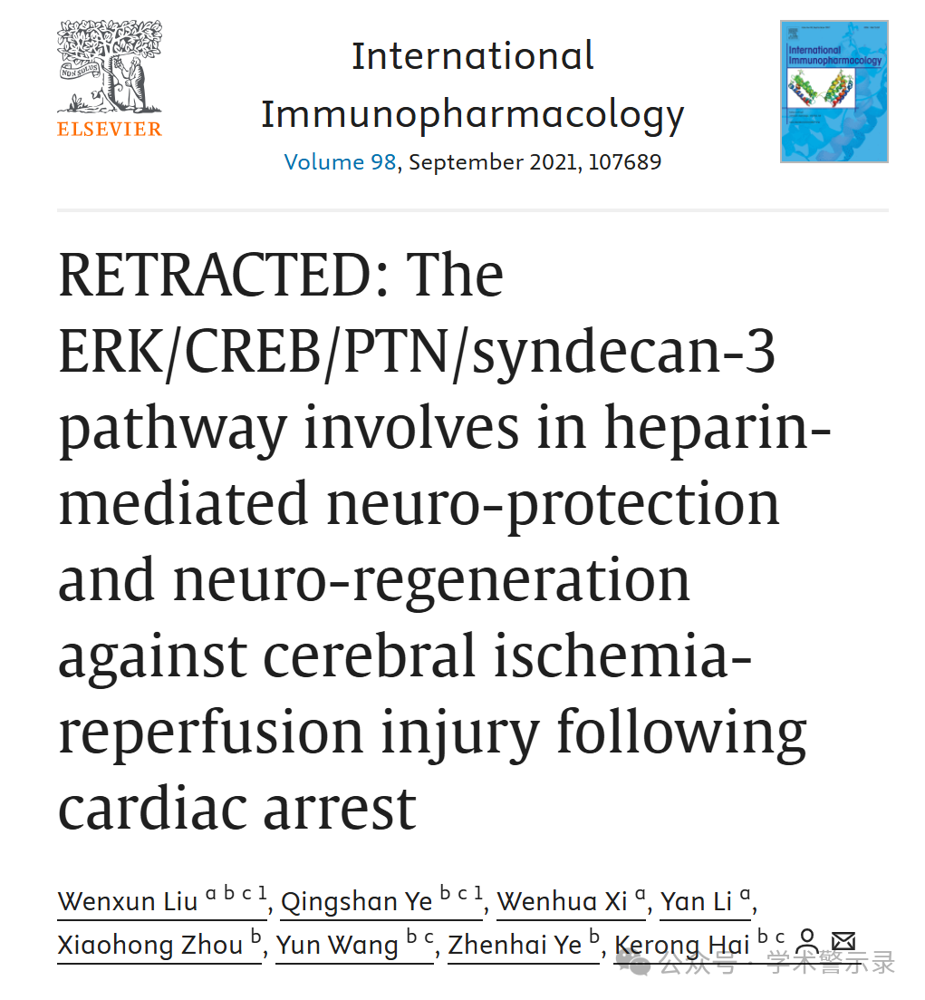 NON SOLUS
ELSEVIER
International
Immunopharmacology
Volume 98, September 2021, 107689
International
Immunopharmacology
RETRACTED: The
ERK/CREB/PTN/syndecan-3
pathway involves in heparin-
mediated neuro-protection
and neuro-regeneration
against cerebral ischemia-
reperfusion injury following
cardiac arrest
Wenxun Liu a b c 1, Qingshan Ye b c 1, Wenhua Xi a, Yan Li a,
Xiaohong Zhou b, Yun Wang b c, Zhenhai Ye b, Kerong Hai b c
公众号 · 学术警示录